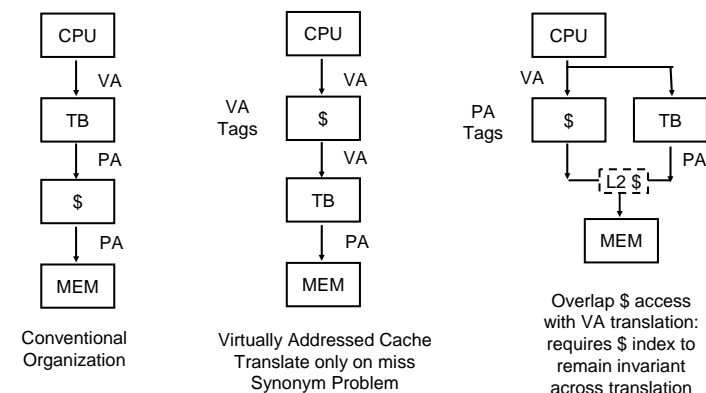 CPU
VA
TB
PA
$
PA
MEM
Conventional
Organization
CPU
VA
VA
Tags
$
VA
TB
PA
MEM
Virtually Addressed Cache
Translate only on miss
Synonym Problem
CPU
VA
PA
Tags
$
TB
PA
L2 $
MEM
Overlap $ access
with VA translation:
requires $ index to
remain invariant
across translation